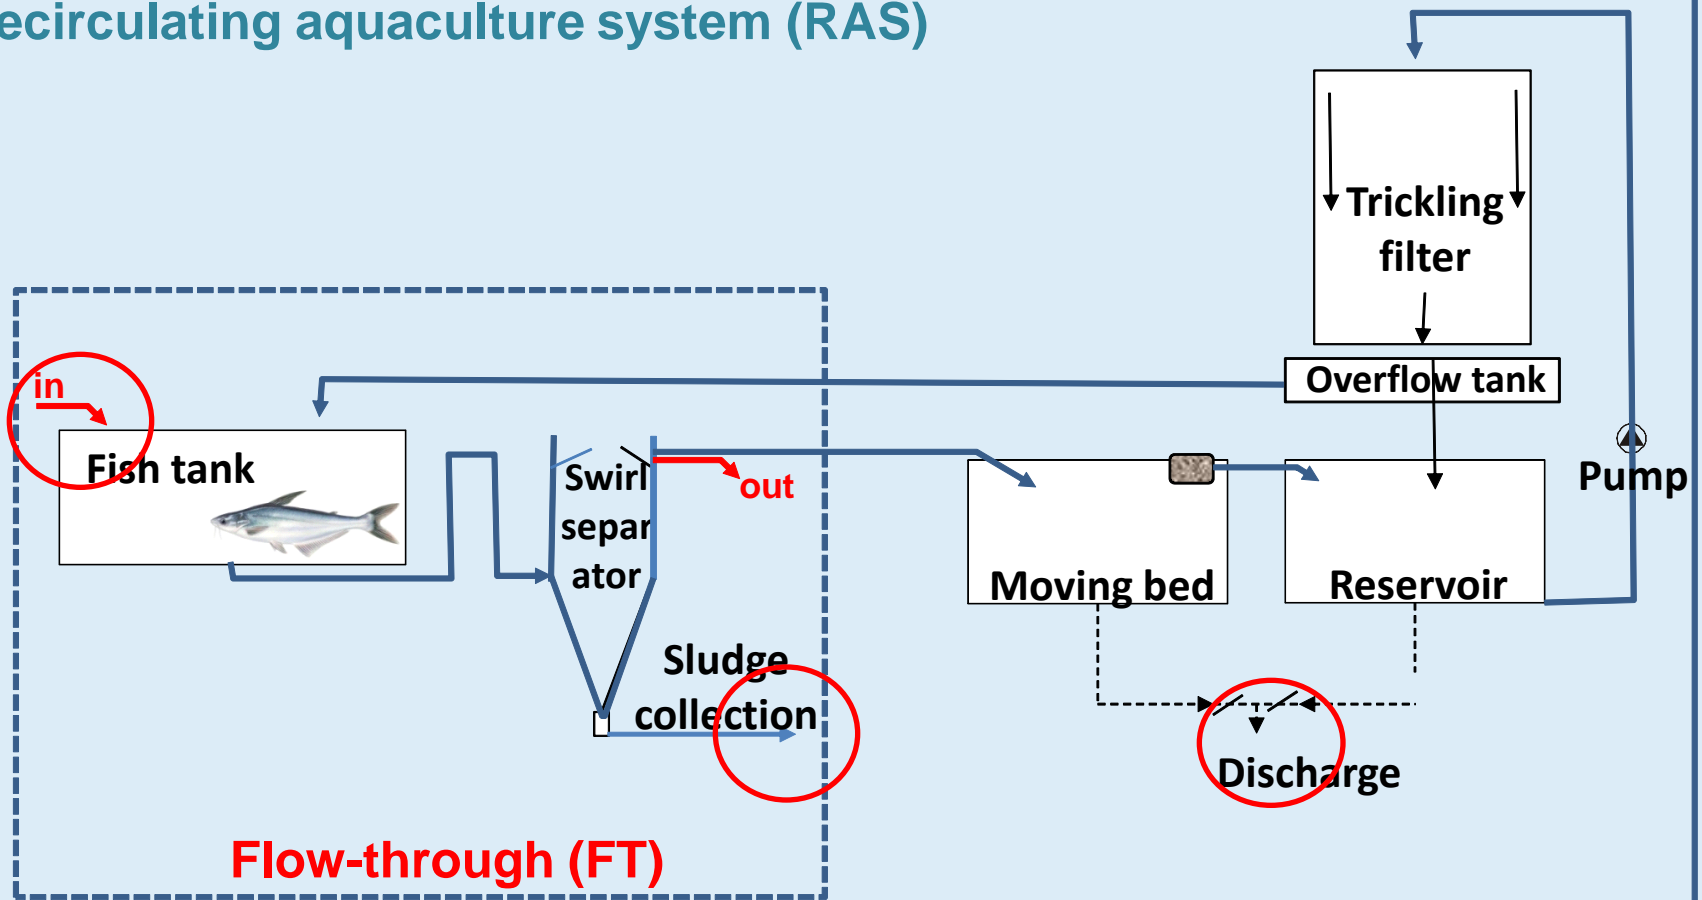 ecirculating aquaculture system (RAS)
Trickling
filter
Overflow tank
in
Fish tank
Swirl
separ
ator
out
Pump
Moving bed
Reservoir
Sludge
collection
Discharge
Flow-through (FT)